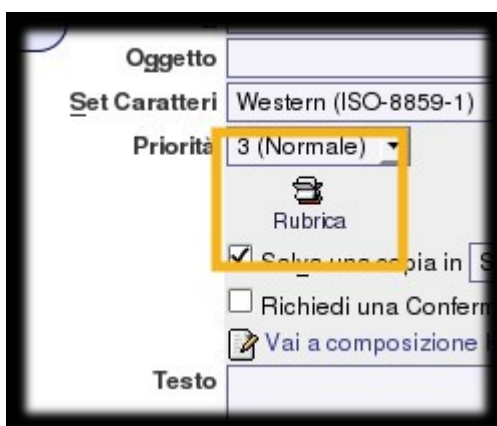 Oggetto
Set Caratteri Western (ISO-8859-1)
Priorità 3 (Normale)
Rubrica
Salva una copia in
Richiedi una
Vai a composizione
Testo